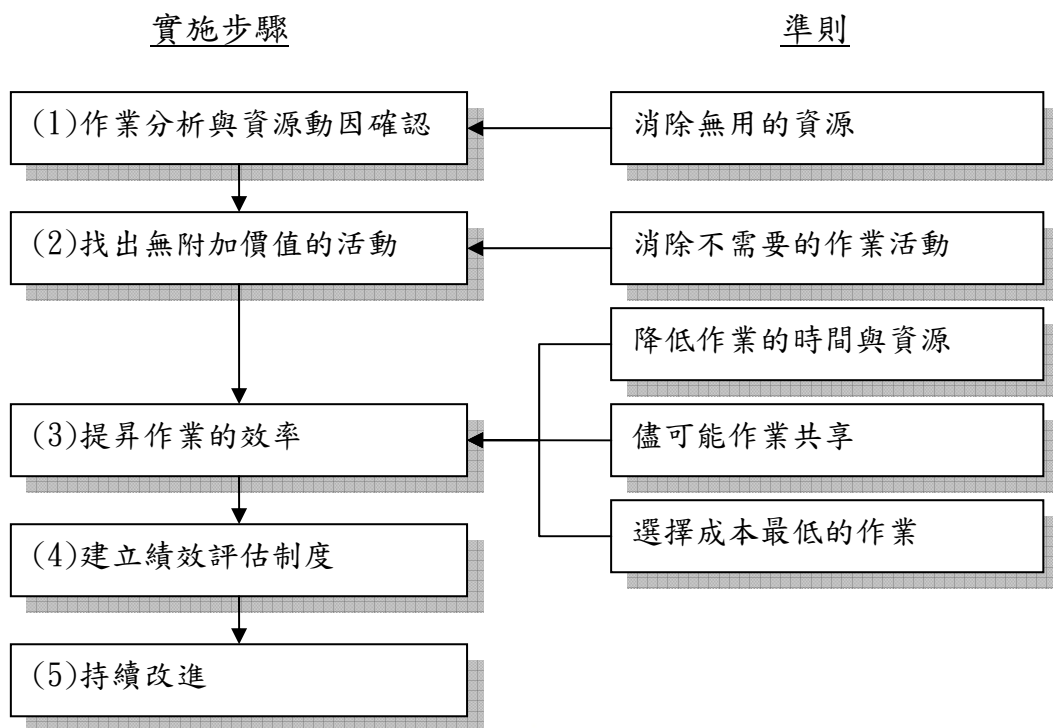 實施步驟
準則
(1)作業分析與資源動因確認
消除無用的資源
(2)找出無附加價值的活動
消除不需要的作業活動
降低作業的時間與資源
(3)提昇作業的效率
儘可能作業共享
選擇成本最低的作業
(4)建立績效評估制度
(5)持續改進